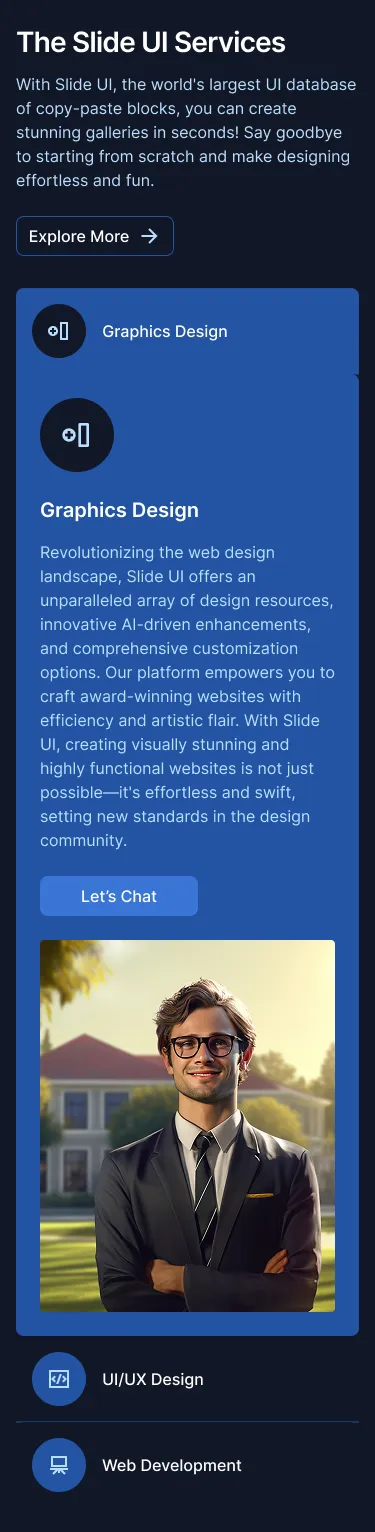 The Slide UI Services
With Slide UI, the world's largest UI database
of copy-paste blocks, you can create
stunning galleries in seconds! Say goodbye
to starting from scratch and make designing
effortless and fun.
Explore More
Graphics Design
Graphics Design
Revolutionizing the web design
landscape, Slide UI offers an
unparalleled array of design resources,
innovative AI-driven enhancements,
and comprehensive customization
options. Our platform empowers you to
craft award-winning websites with
efficiency and artistic flair. With Slide
UI, creating visually stunning and
highly functional websites is not just
possible—it's effortless and swift,
setting new standards in the design
community.
Let’s Chat
UI/UX Design
Web Development